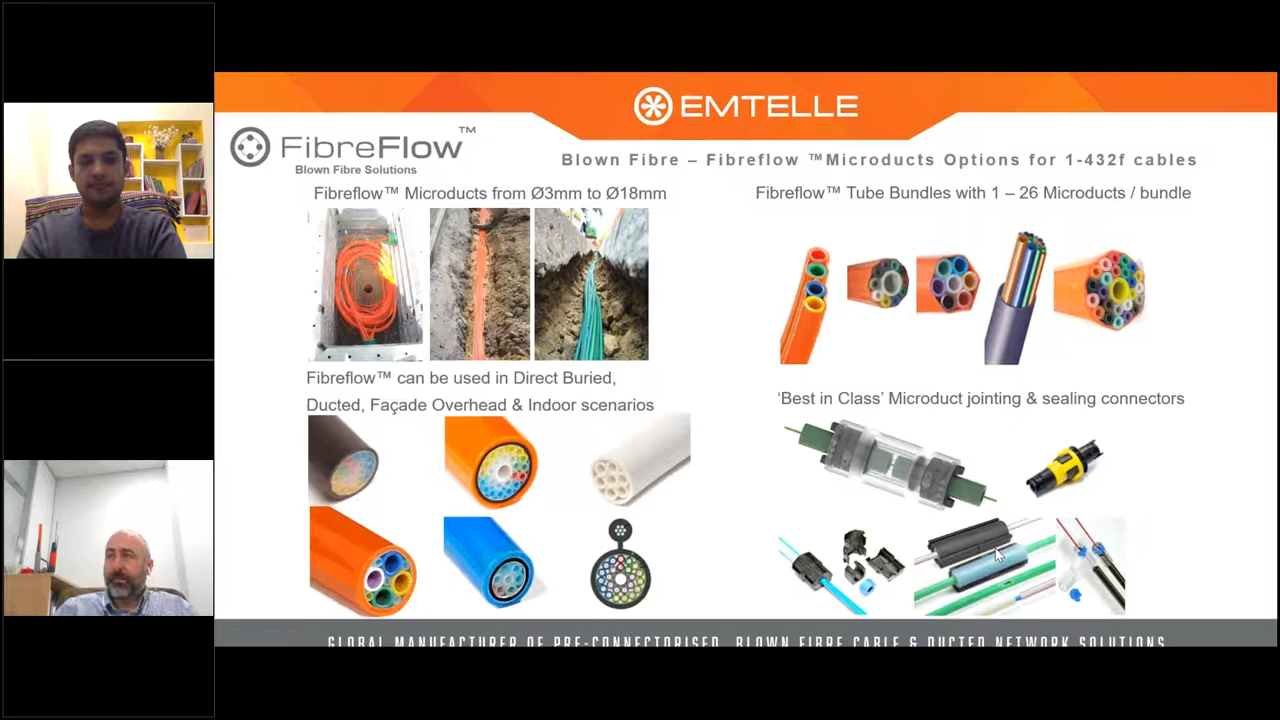 EMTELLE
FibreFlow™
Blown Fibre Solutions
Blown Fibre – Fibreflow ™Microducts Options for 1-432f cables
Fibreflow™ Microducts from Ø3mm to Ø18mm
Fibreflow™ Tube Bundles with 1 – 26 Microducts / bundle
Fibreflow™ can be used in Direct Buried,
Ducted, Façade Overhead & Indoor scenarios
‘Best in Class’ Microduct jointing & sealing connectors
GLOBAL MANUFACTURER OF PRE-CONNECTORISED, BLOWN FIBRE CABLE & DUCTED NETWORK SOLUTIONS